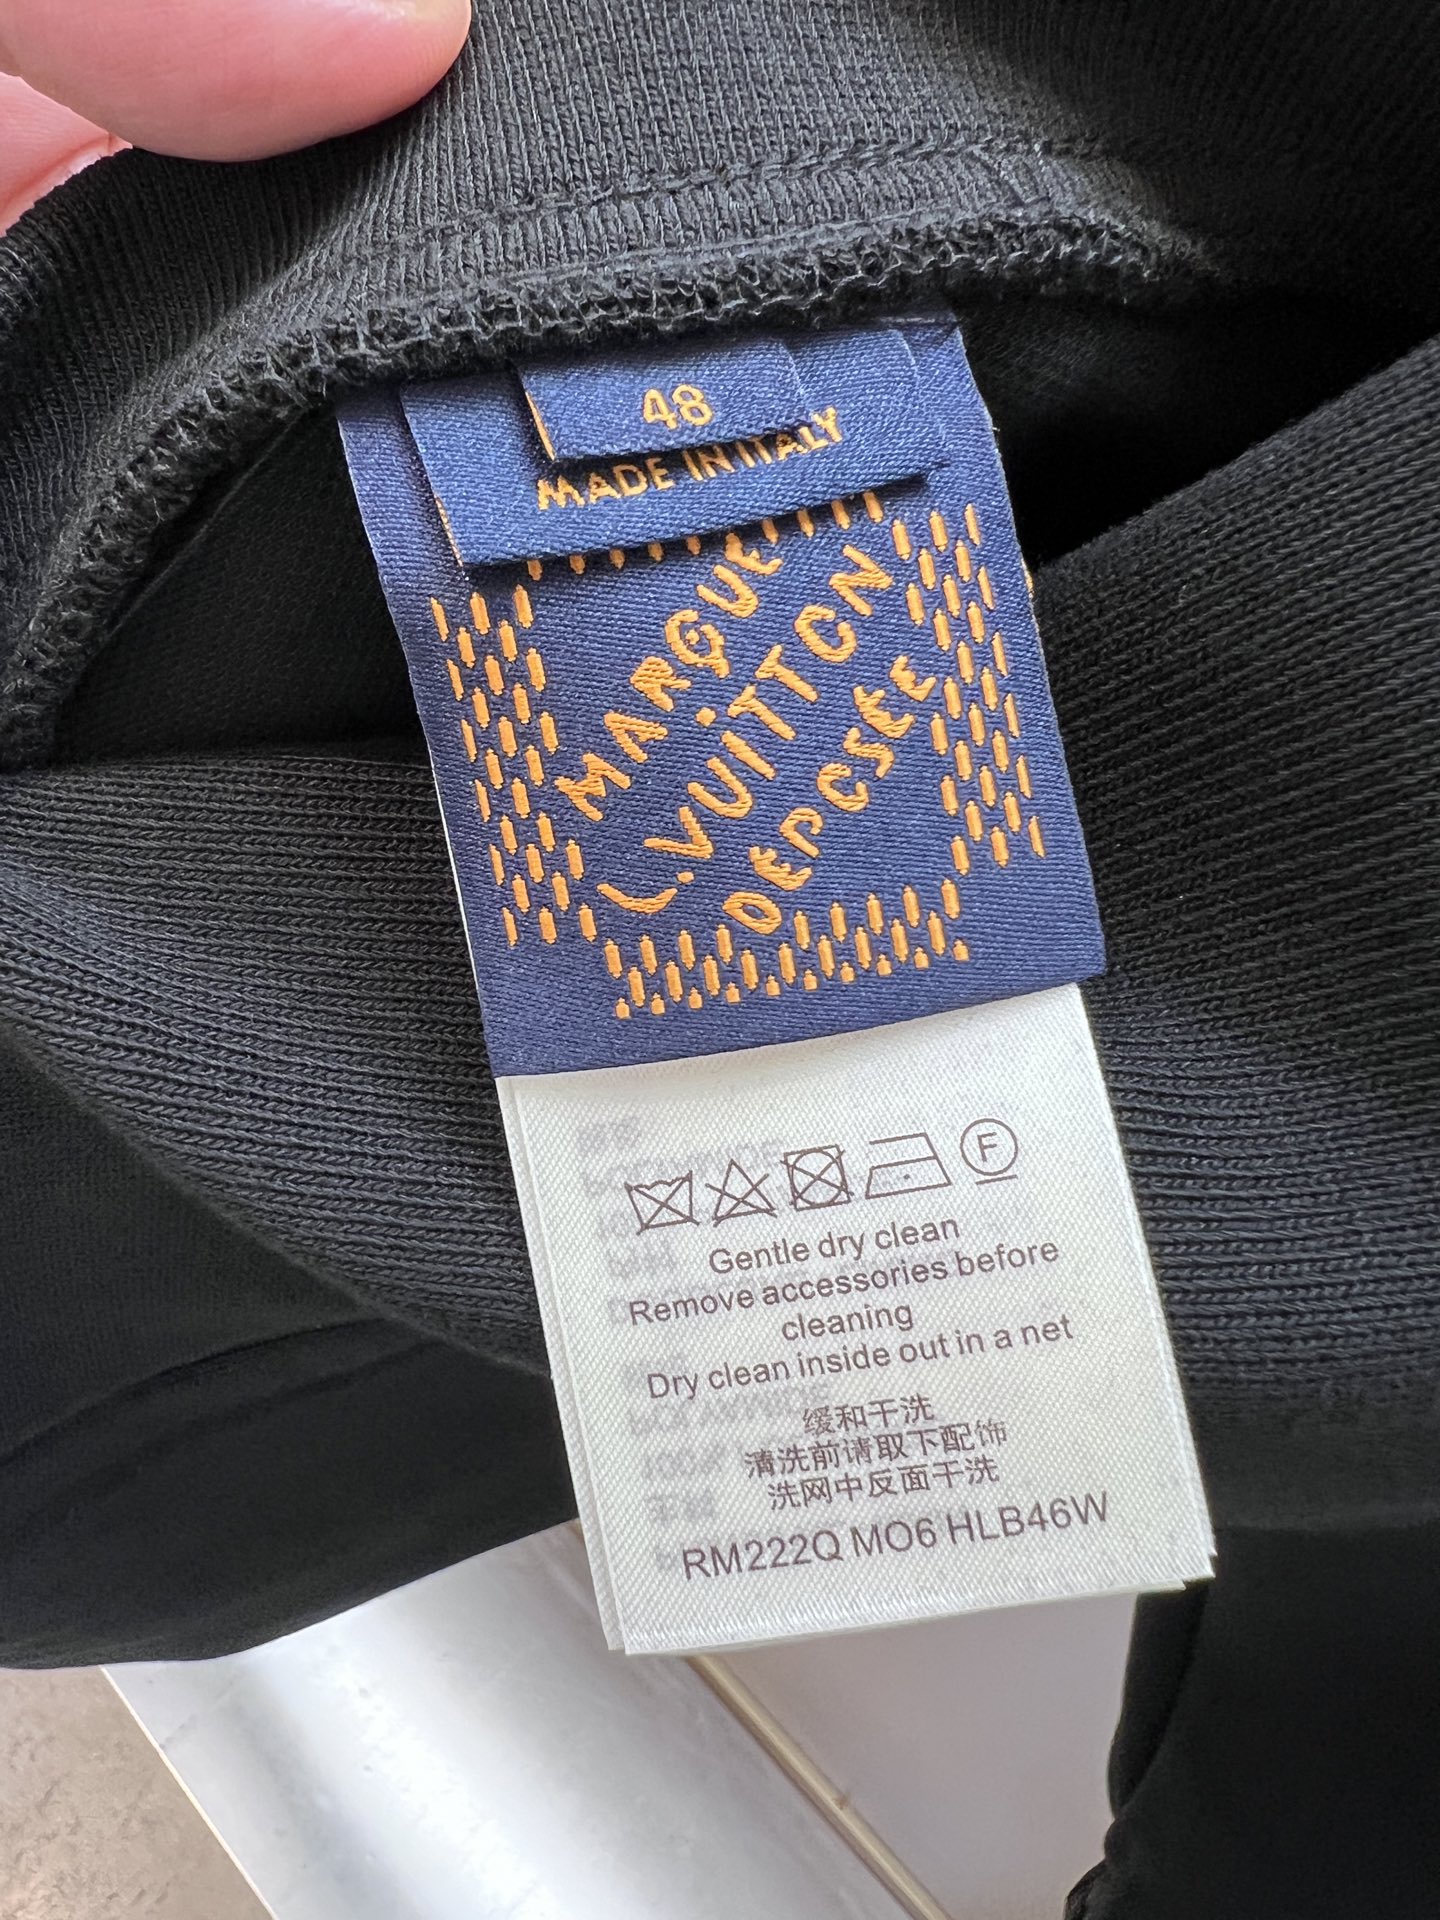 48
MADE IN ITALY
MARQUE
L.VUITTON
DEPOSEE
F
Gentle dry clean
Remove accessories before
cleaning
Dry clean inside out in a net
缓和干洗
清洗前请取下配饰
洗网中反面干洗
RM222Q MO6 HLB46W